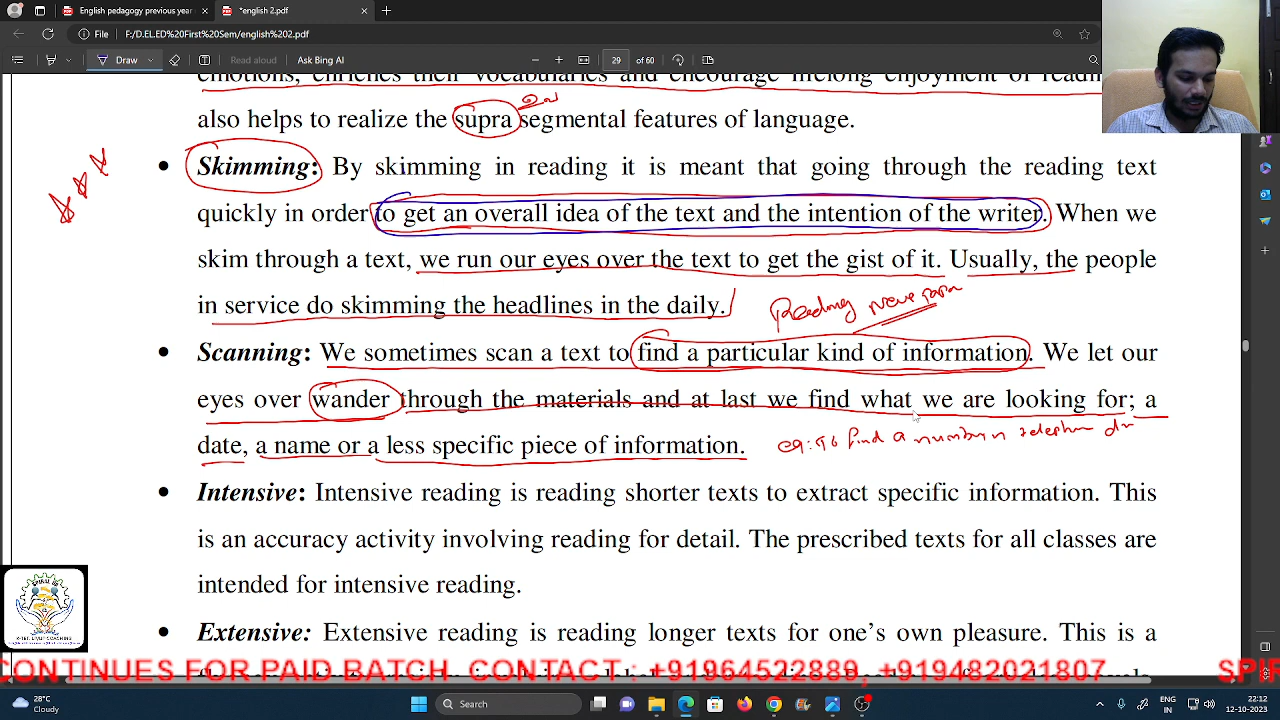 English pedagogy previous year
*english 2.pdf
File
F:/D.ELED First Sem/english%202.pdf
Draw
Read aloud
Ask Bing AI
29
of 60
emotions, enriches their vocabularies and encourage lifelong enjoyment of
also helps to realize the supra segmental features of language.
• Skimming: By skimming in reading it is meant that going through the reading text
quickly in order to get an overall idea of the text and the intention of the writer. When we
skim through a text, we run our eyes over the text to get the gist of it. Usually, the people
in service do skimming the headlines in the daily.
Reading
• Scanning: We sometimes scan a text to find a particular kind of information. We let our
eyes over wander through the materials and at last we find what we are looking for; a
date, a name or a less specific piece of information.
eg: To find a number in
• Intensive: Intensive reading is reading shorter texts to extract specific information. This
is an accuracy activity involving reading for detail. The prescribed texts for all classes are
intended for intensive reading.
• Extensive: Extensive reading is reading longer texts for one's own pleasure. This is a
CONTINUES FOR PAID BATCH. CONTACT : +91864522889, +919482021807
28°C
Cloudy
Search
ENG
IN
22:12
12-10-2023